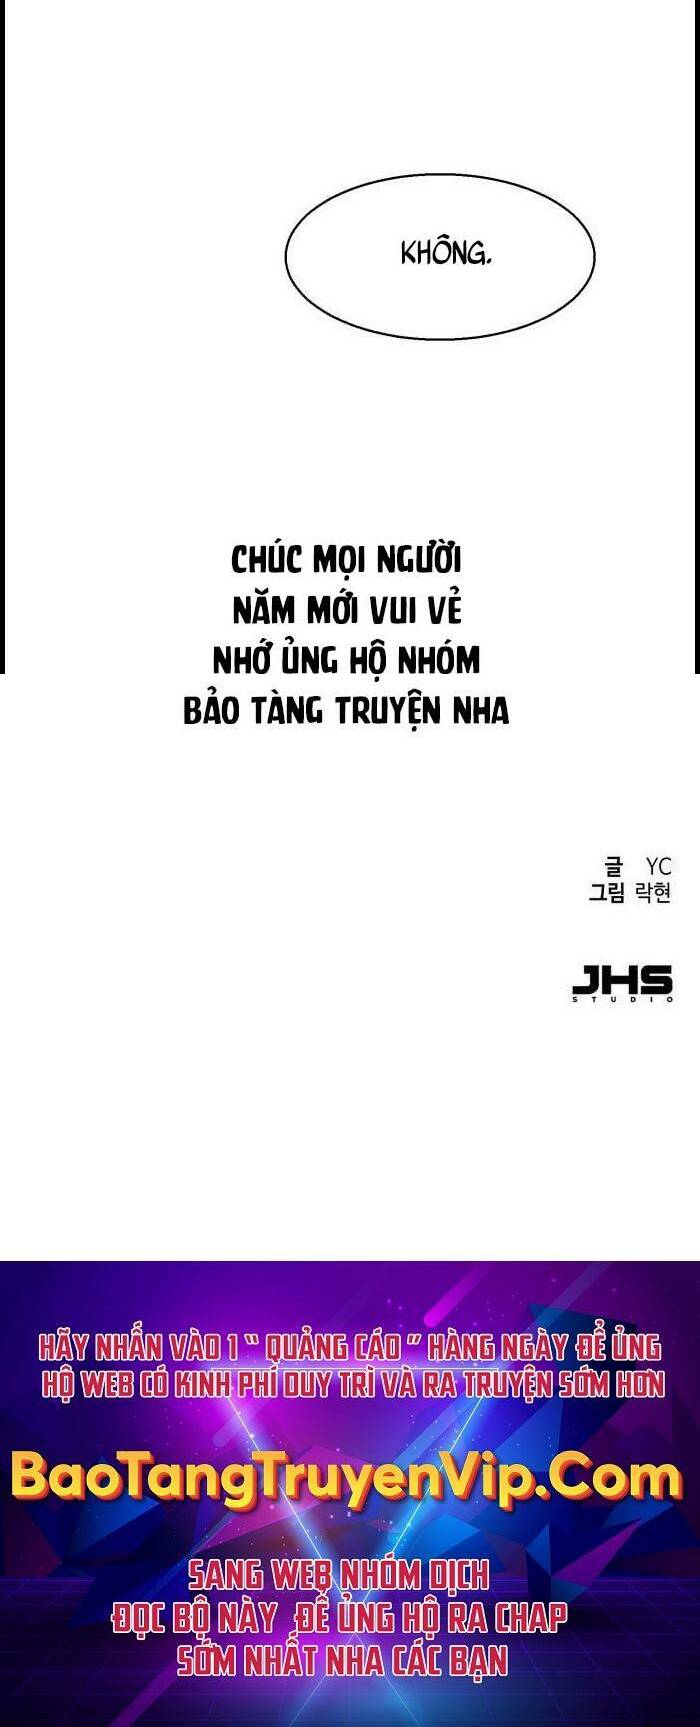 KHÔNG.
CHÚC MỌI NGƯỜI
NĂM MỚI VUI VẺ
NHỚ ỦNG HỘ NHÓM
BẢO TÀNG TRUYỆN NHA
글 YC
그림 락현
JHS
STUDIO
HÃY NHẤN VÀO 1 “ QUẢNG CÁO ” HÀNG NGÀY ĐỂ ỦNG
HỘ WEB CÓ KINH PHÍ DUY TRÌ VÀ RA TRUYỆN SỚM HƠN
BaoTangTruyenVip.Com
SANG WEB NHÓM DỊCH
ĐỌC BỘ NÀY ĐỂ ỦNG HỘ RA CHAP
SỚM NHẤT NHA CÁC BẠN